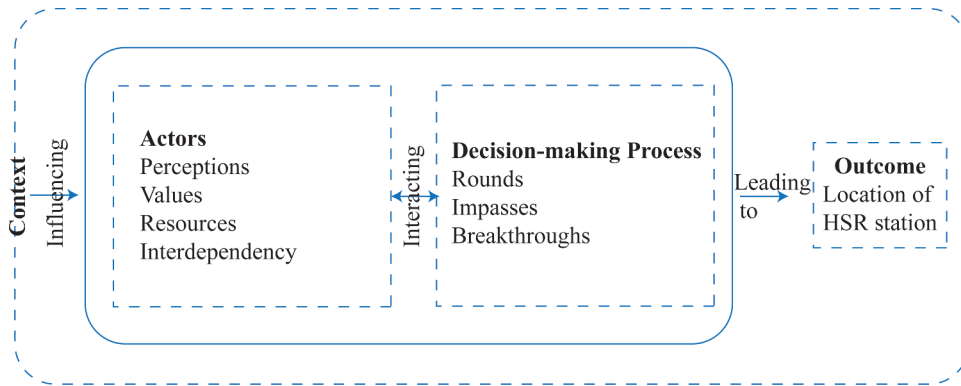 Context
Influencing
Actors
Perceptions
Values
Resources
Interdependency
Interacting
Decision-making Process
Rounds
Impasses
Breakthroughs
Leading
to
Outcome
Location of
HSR station